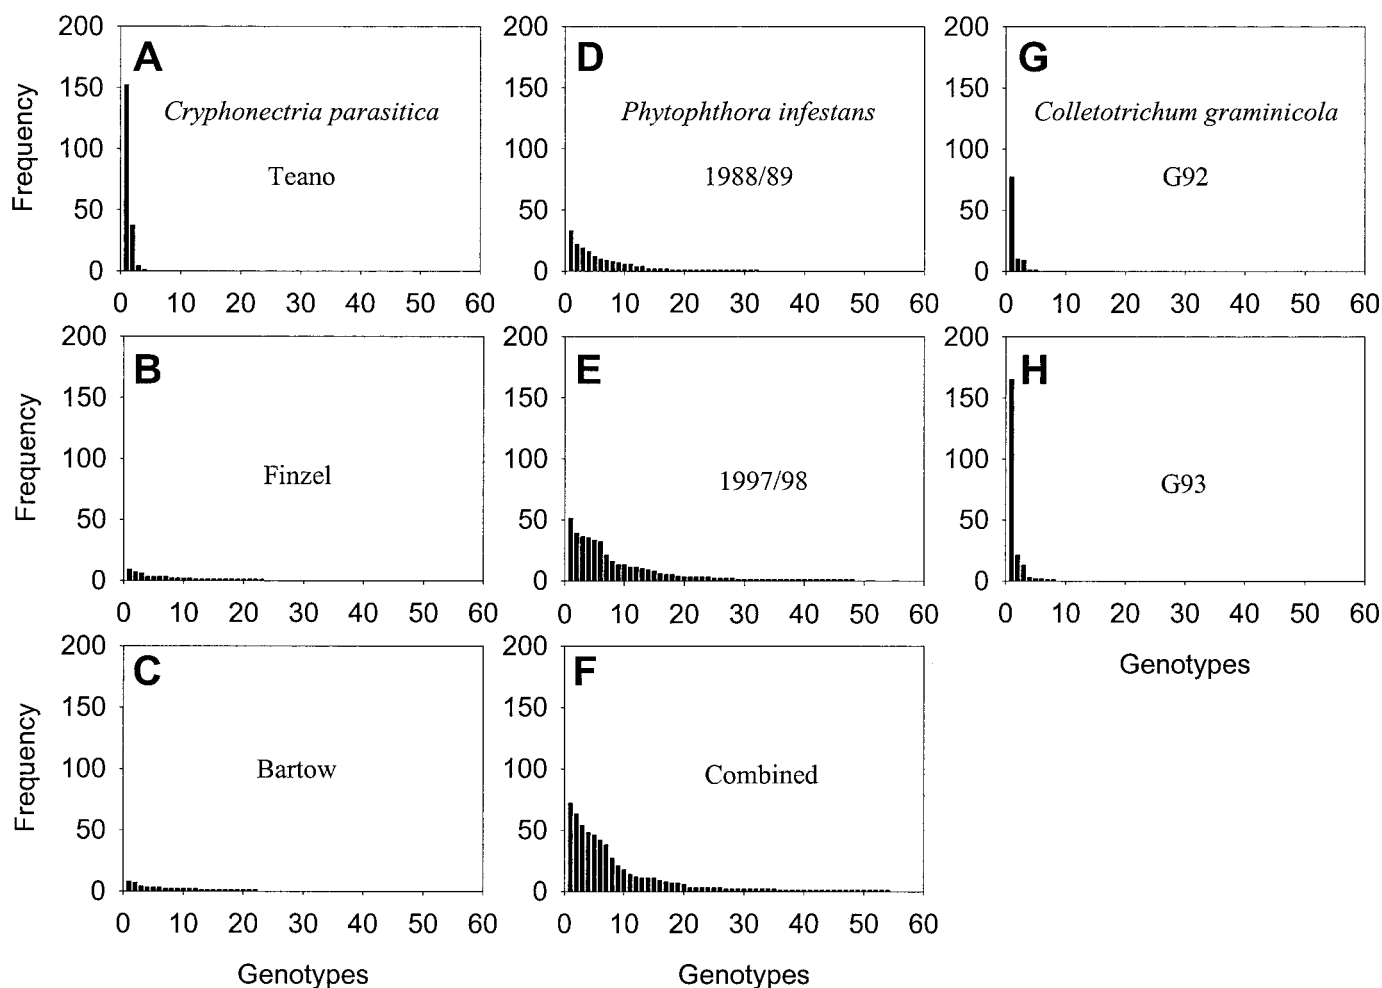 A
Cryphonectria parasitica
Teano
Frequency
200
150
100
50
0
0 10 20 30 40 50 60
D
Phytophthora infestans
1988/89
200
150
100
50
0
0 10 20 30 40 50 60
G
Colletotrichum graminicola
G92
200
150
100
50
0
0 10 20 30 40 50 60
B
Finzel
Frequency
200
150
100
50
0
0 10 20 30 40 50 60
E
1997/98
200
150
100
50
0
0 10 20 30 40 50 60
H
G93
200
150
100
50
0
0 10 20 30 40 50 60
Genotypes
C
Bartow
Frequency
200
150
100
50
0
0 10 20 30 40 50 60
Genotypes
F
Combined
200
150
100
50
0
0 10 20 30 40 50 60
Genotypes